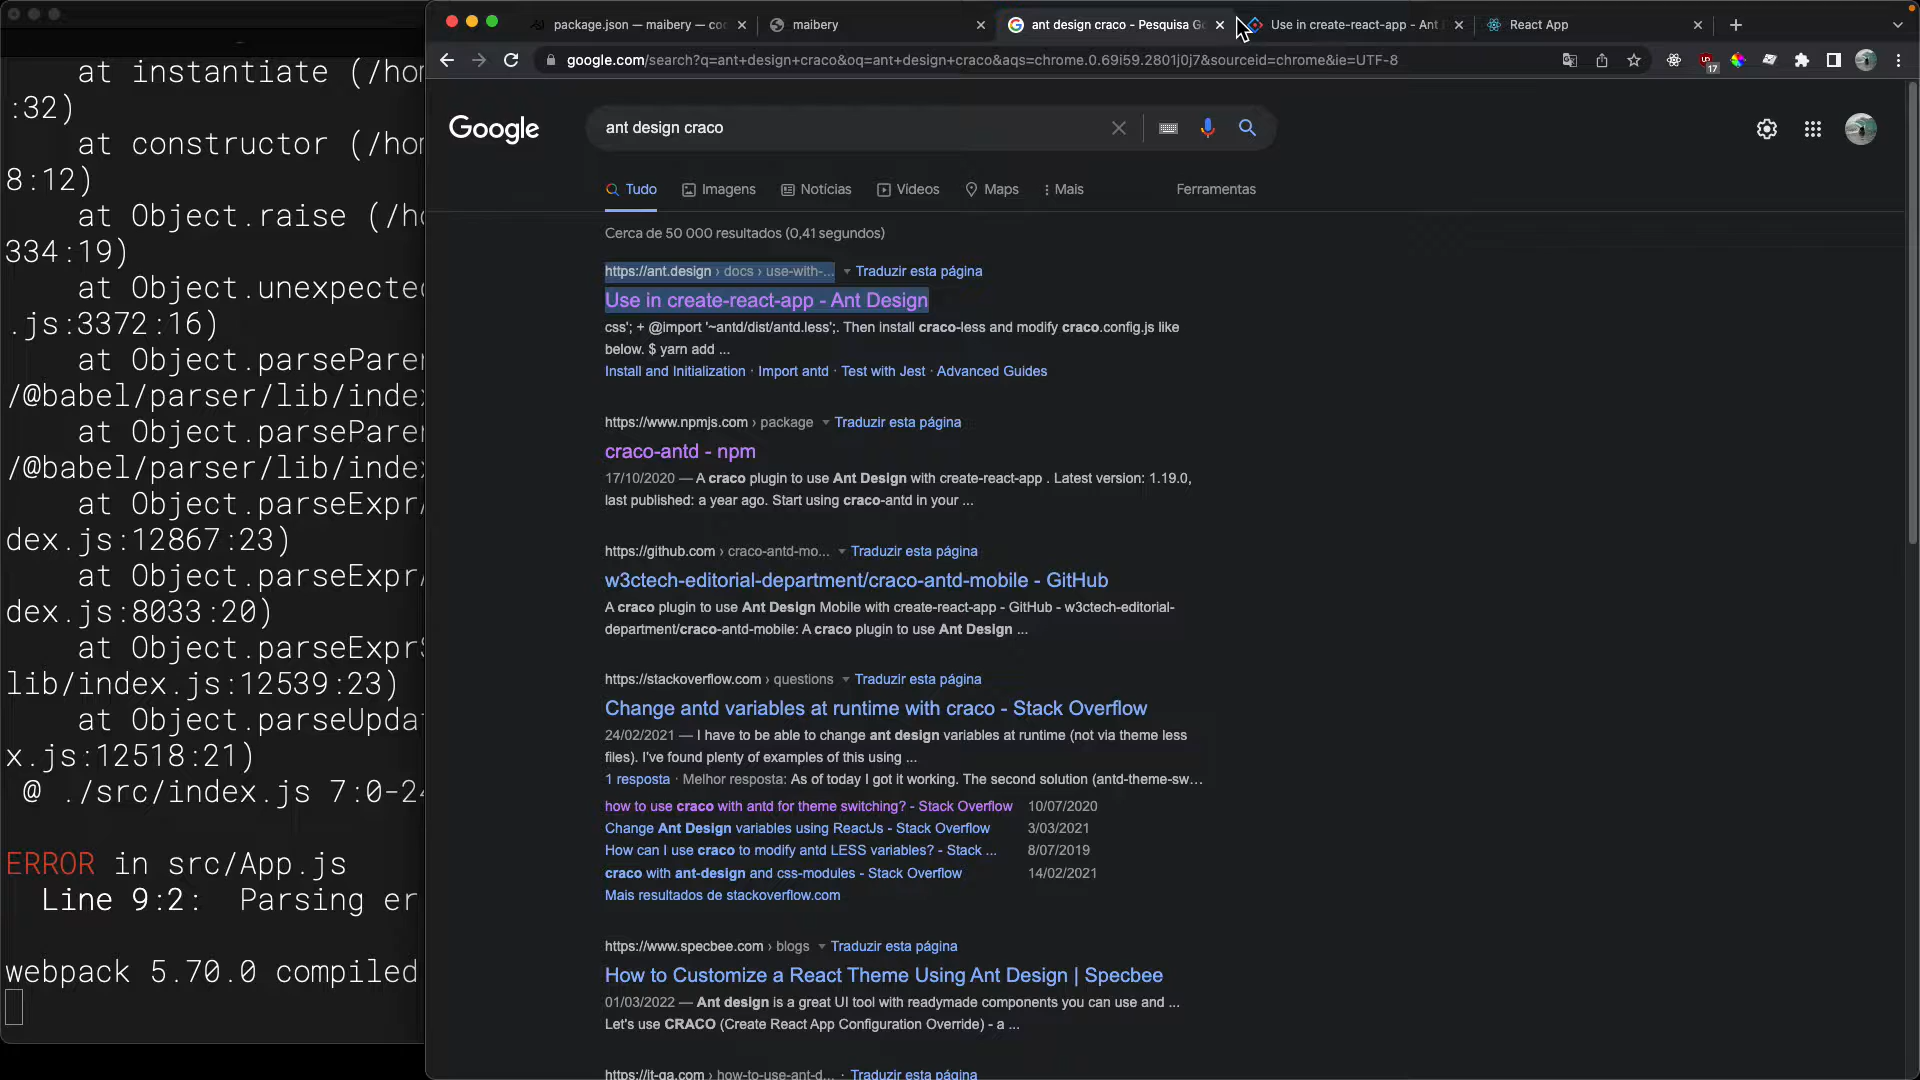 package.json — maibery — co
maibery
ant design craco - Pesquisa G
Use in create-react-app - Ant
React App
google.com/search?q=ant+design+craco&oq=ant+design+craco&aqs=chrome.0.69i59.2801j0j7&sourceid=chrome&ie=UTF-8
17
Google
ant design craco
Tudo
Imagens
Notícias
Vídeos
Maps
Mais
Ferramentas
Cerca de 50 000 resultados (0,41 segundos)
https://ant.design › docs › use-with-...
Traduzir esta página
Use in create-react-app - Ant Design
css'; + @import '~antd/dist/antd.less';. Then install craco-less and modify craco.config.js like
below. $ yarn add ...
Install and Initialization · Import antd · Test with Jest · Advanced Guides
https://www.npmjs.com › package
Traduzir esta página
craco-antd - npm
17/10/2020 — A craco plugin to use Ant Design with create-react-app . Latest version: 1.19.0,
last published: a year ago. Start using craco-antd in your ...
https://github.com › craco-antd-mo...
Traduzir esta página
w3ctech-editorial-department/craco-antd-mobile - GitHub
A craco plugin to use Ant Design Mobile with create-react-app - GitHub - w3ctech-editorial-
department/craco-antd-mobile: A craco plugin to use Ant Design ...
https://stackoverflow.com › questions
Traduzir esta página
Change antd variables at runtime with craco - Stack Overflow
24/02/2021 — I have to be able to change ant design variables at runtime (not via theme less
files). I've found plenty of examples of this using ...
1 resposta · Melhor resposta: As of today I got it working. The second solution (antd-theme-sw...
how to use craco with antd for theme switching? - Stack Overflow 10/07/2020
Change Ant Design variables using ReactJs - Stack Overflow 3/03/2021
How can I use craco to modify antd LESS variables? - Stack ... 8/07/2019
craco with ant-design and css-modules - Stack Overflow 14/02/2021
Mais resultados de stackoverflow.com
https://www.specbee.com › blogs
Traduzir esta página
How to Customize a React Theme Using Ant Design | Specbee
01/03/2022 — Ant design is a great UI tool with readymade components you can use and ...
Let's use CRACO (Create React App Configuration Override) - a ...
https://it-qa.com › how-to-use-ant-d...
Traduzir esta página
at instantiate (/hom
:32)
at constructor (/hom
8:12)
at Object.raise (/ho
334:19)
at Object.unexpected
.js:3372:16)
at Object.parseParen
/@babel/parser/lib/index
at Object.parseParen
/@babel/parser/lib/index
at Object.parseExpr
dex.js:12867:23)
at Object.parseExpr
dex.js:8033:20)
at Object.parseExprS
lib/index.js:12539:23)
at Object.parseUpdat
x.js:12518:21)
@ ./src/index.js 7:0-24
ERROR in src/App.js
Line 9:2: Parsing er
webpack 5.70.0 compiled